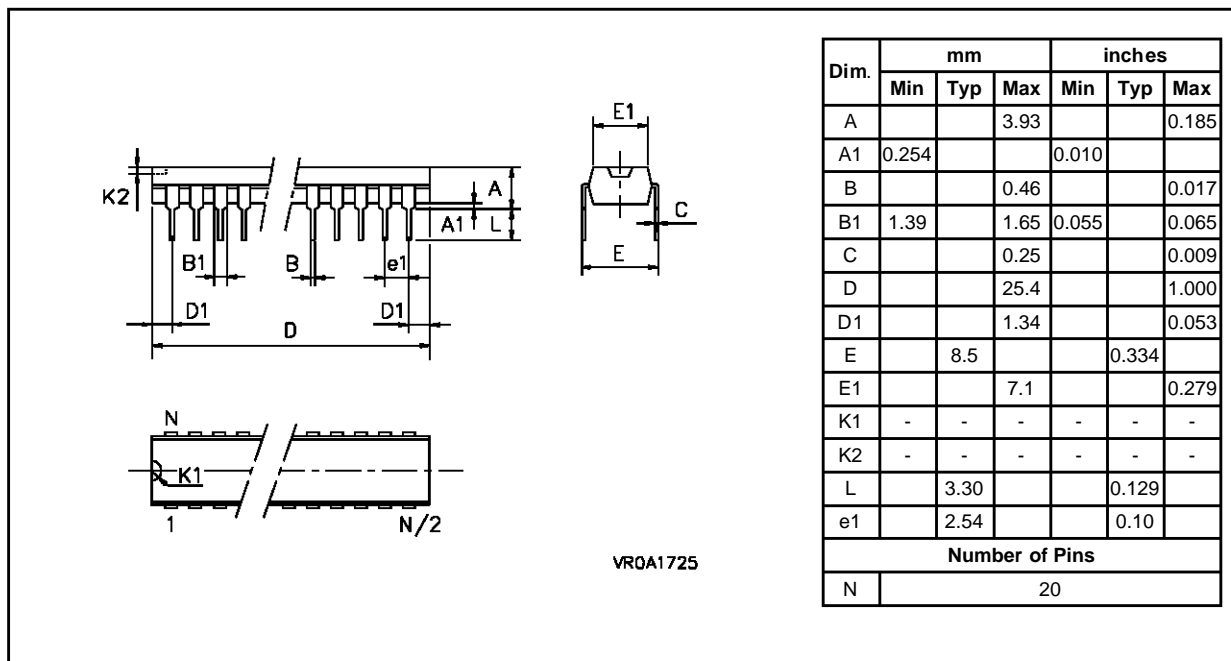 E1
K2
A
A1
L
C
B1
B
e1
E
D1
D1
D
N
K1
1
N/2
VR0A1725
Dim. mm inches
Min Typ Max Min Typ Max
A 3.93 0.185
A1 0.254 0.010
B 0.46 0.017
B1 1.39 1.65 0.055 0.065
C 0.25 0.009
D 25.4 1.000
D1 1.34 0.053
E 8.5 0.334
E1 7.1 0.279
K1 - - - - - -
K2 - - - - - -
L 3.30 0.129
e1 2.54 0.10
Number of Pins
N 20